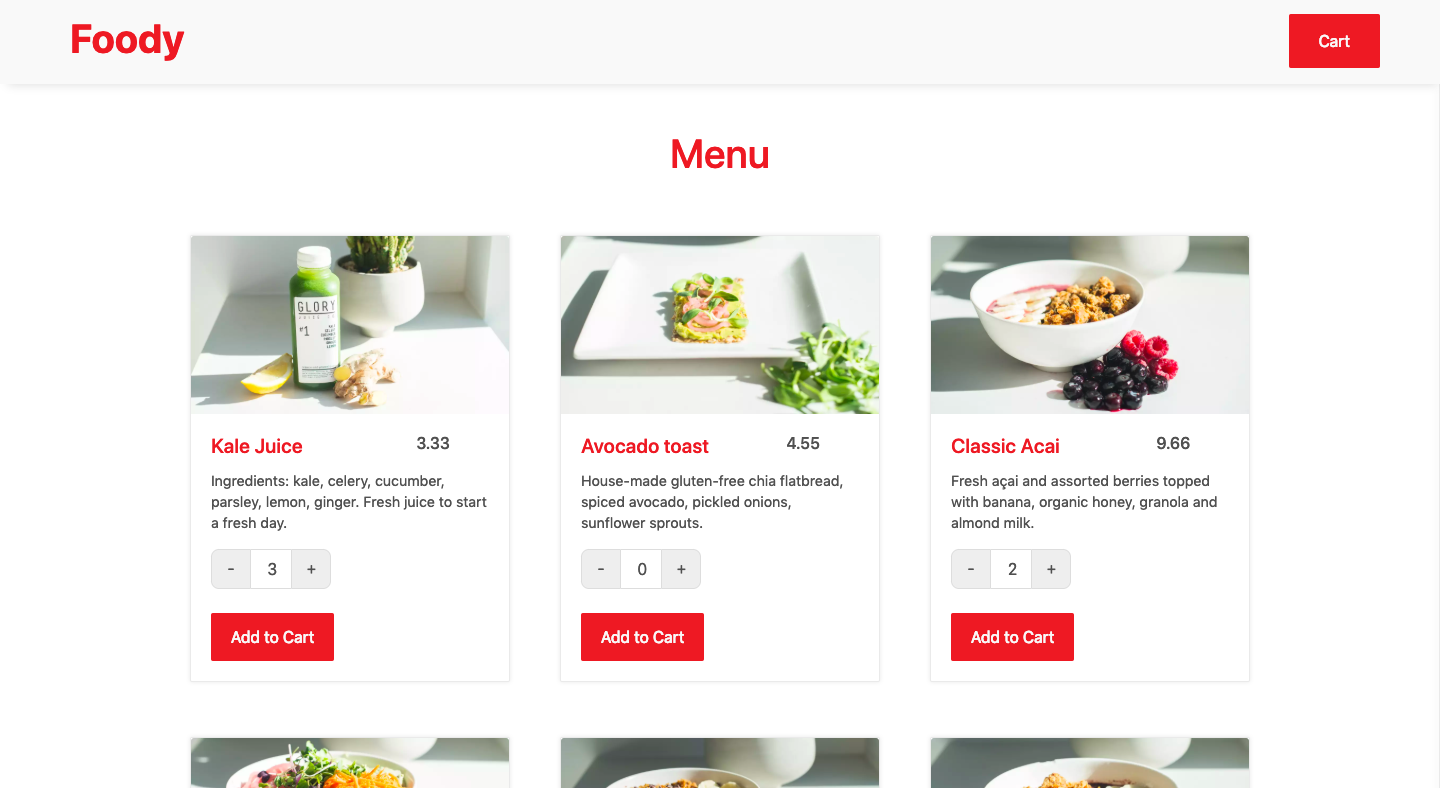 Foody
Cart
Menu
GLORY
#1
Kale Juice 3.33
Ingredients: kale, celery, cucumber,
parsley, lemon, ginger. Fresh juice to start
a fresh day.
- 3 +
Add to Cart
Avocado toast 4.55
House-made gluten-free chia flatbread,
spiced avocado, pickled onions,
sunflower sprouts.
- 0 +
Add to Cart
Classic Acai 9.66
Fresh açai and assorted berries topped
with banana, organic honey, granola and
almond milk.
- 2 +
Add to Cart